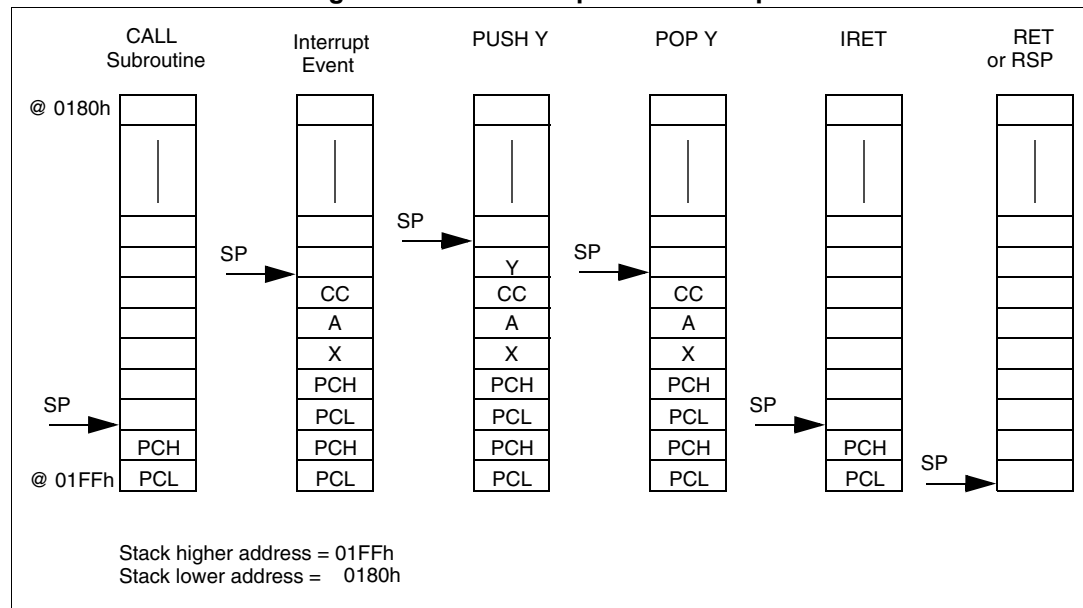 CALL
Subroutine
Interrupt
Event
PUSH Y
POP Y
IRET
RET
or RSP
@ 0180h
SP
SP
SP
Y
CC
CC
CC
A
A
A
X
X
X
SP
PCH
PCH
PCH
SP
PCL
PCL
PCL
PCH
PCH
PCH
PCH
PCH
SP
@ 01FFh
PCL
PCL
PCL
PCL
PCL
Stack higher address = 01FFh
Stack lower address = 0180h